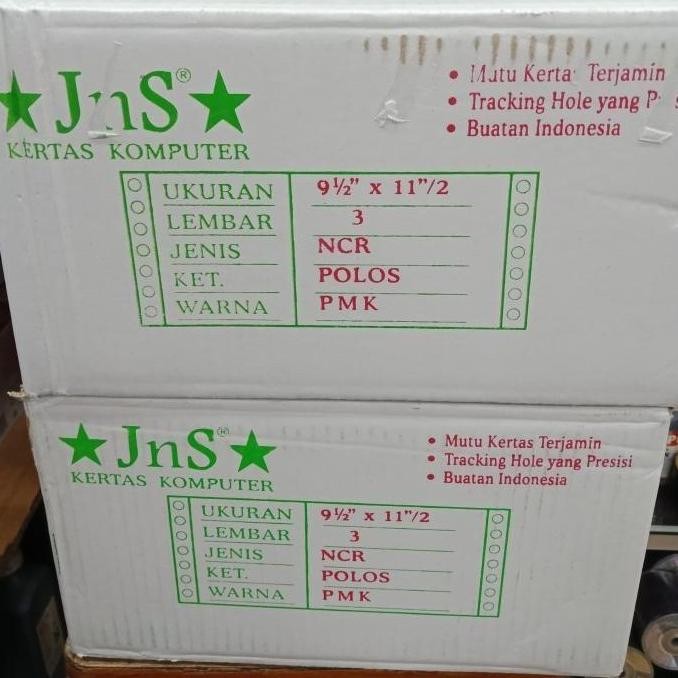 ★ JnS® ★
KERTAS KOMPUTER
• Mutu Kertas Terjamin
• Tracking Hole yang
• Buatan Indonesia
UKURAN 9½" x 11"/2
LEMBAR 3
JENIS NCR
KET. POLOS
WARNA PMK
★ JnS® ★
KERTAS KOMPUTER
• Mutu Kertas Terjamin
• Tracking Hole yang Presisi
• Buatan Indonesia
UKURAN 9½" x 11"/2
LEMBAR 3
JENIS NCR
KET. POLOS
WARNA PMK